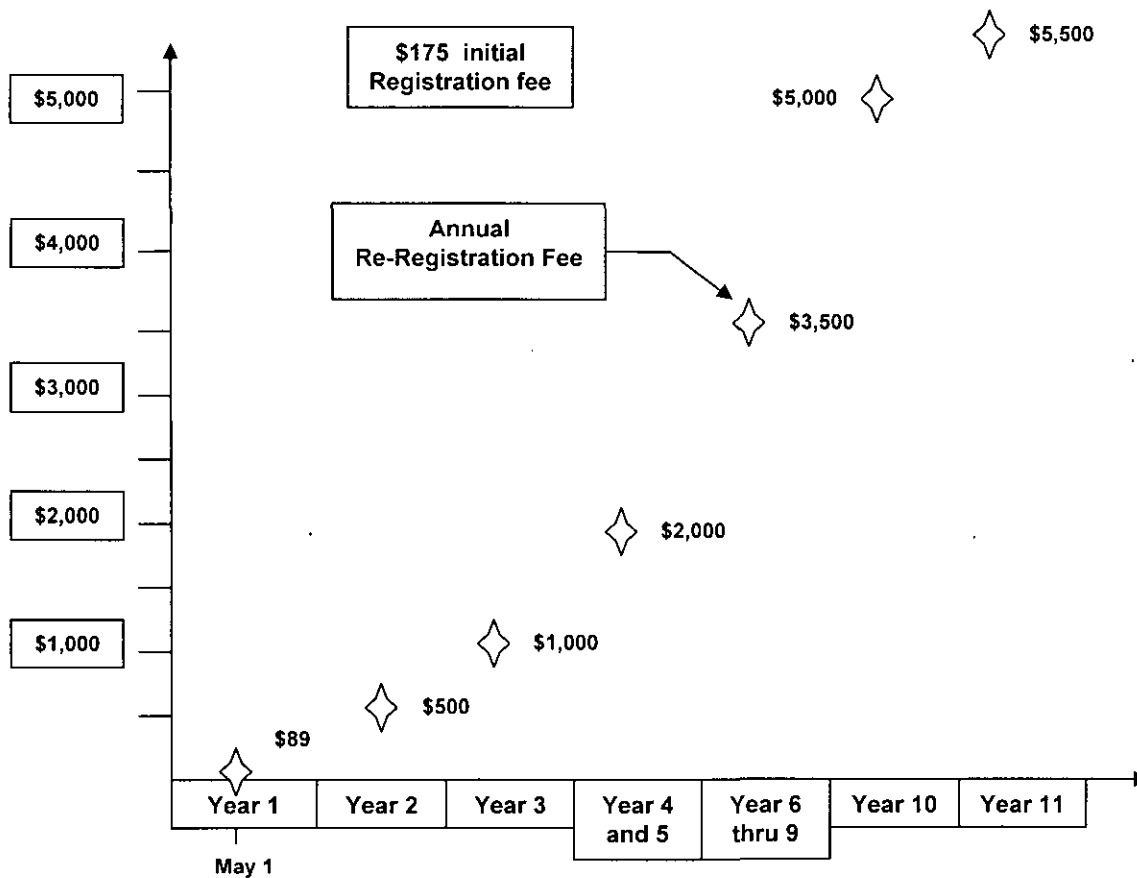 $5,500
$175 initial
Registration fee
$5,000
$5,000
Annual
Re-Registration Fee
$4,000
$3,500
$3,000
$2,000
$2,000
$1,000
$1,000
$500
$89
Year 1
Year 2
Year 3
Year 4
and 5
Year 6
thru 9
Year 10
Year 11
May 1